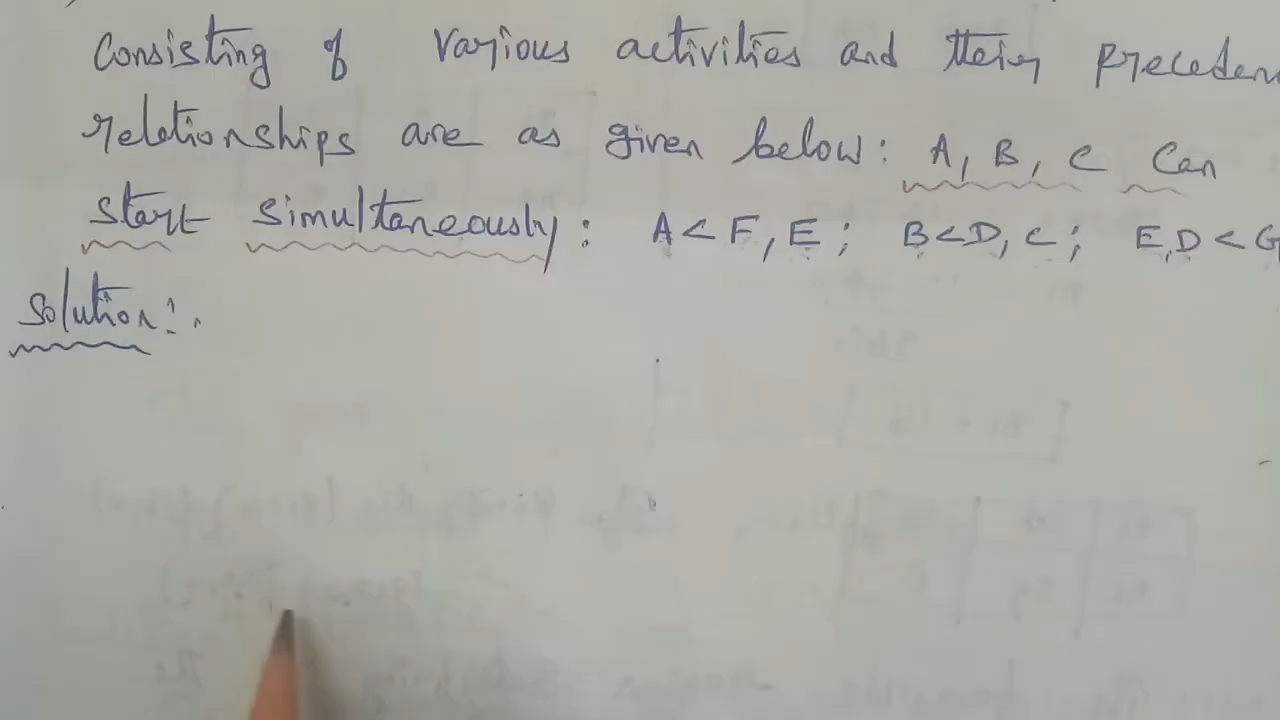 Consisting of various activities and their preceden
relationships are as given below: A, B, C Can
start simultaneously: A < F, E; B < D, C; E, D < G
Solution:.